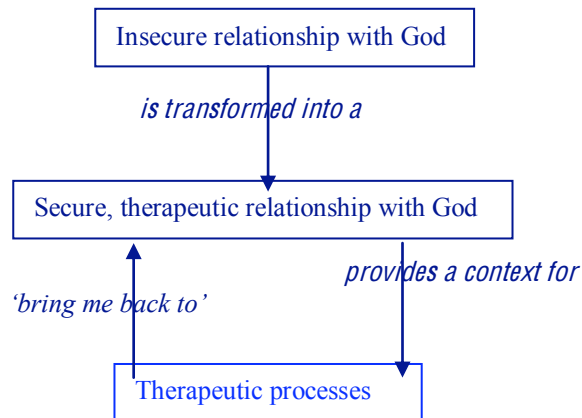 Insecure relationship with God
is transformed into a
Secure, therapeutic relationship with God
provides a context for
‘bring me back to’
Therapeutic processes